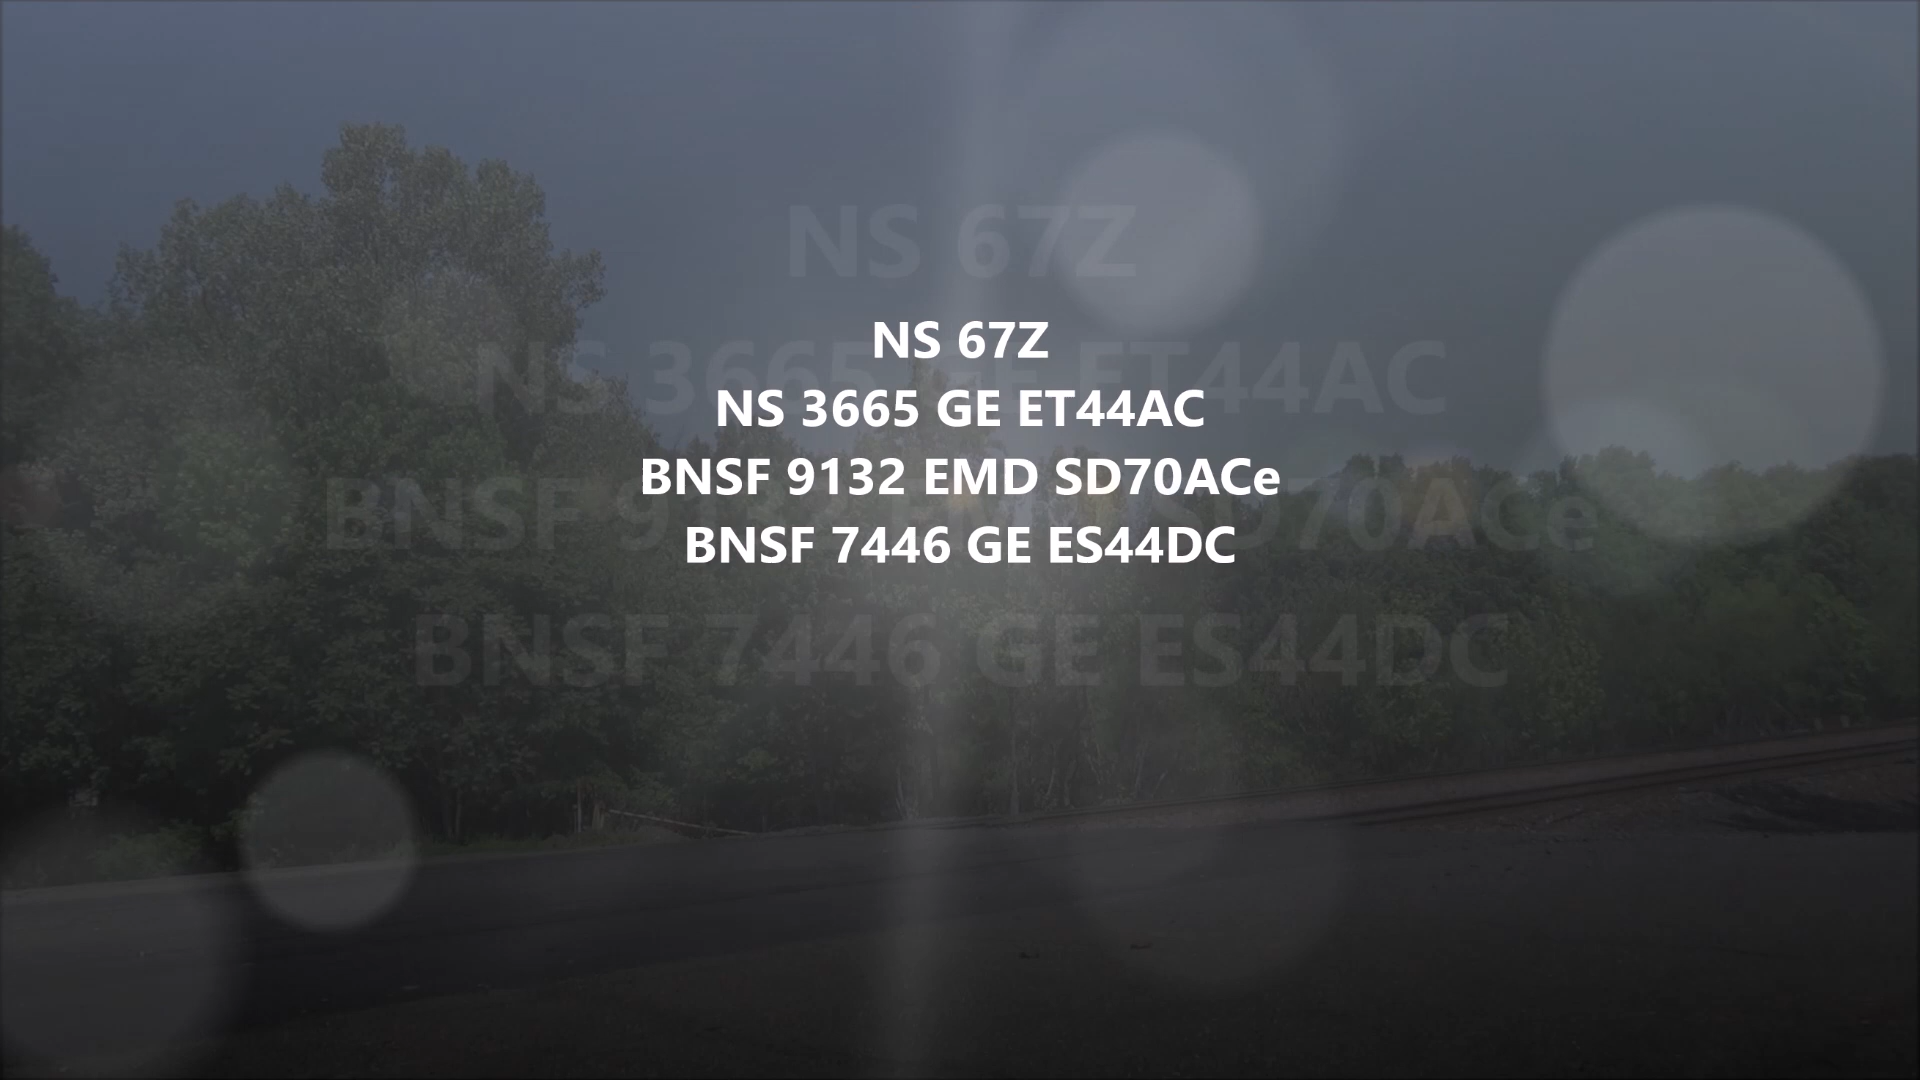 NS 67Z
NS 3665 GE ET44AC
BNSF 9132 EMD SD70ACe
BNSF 7446 GE ES44DC